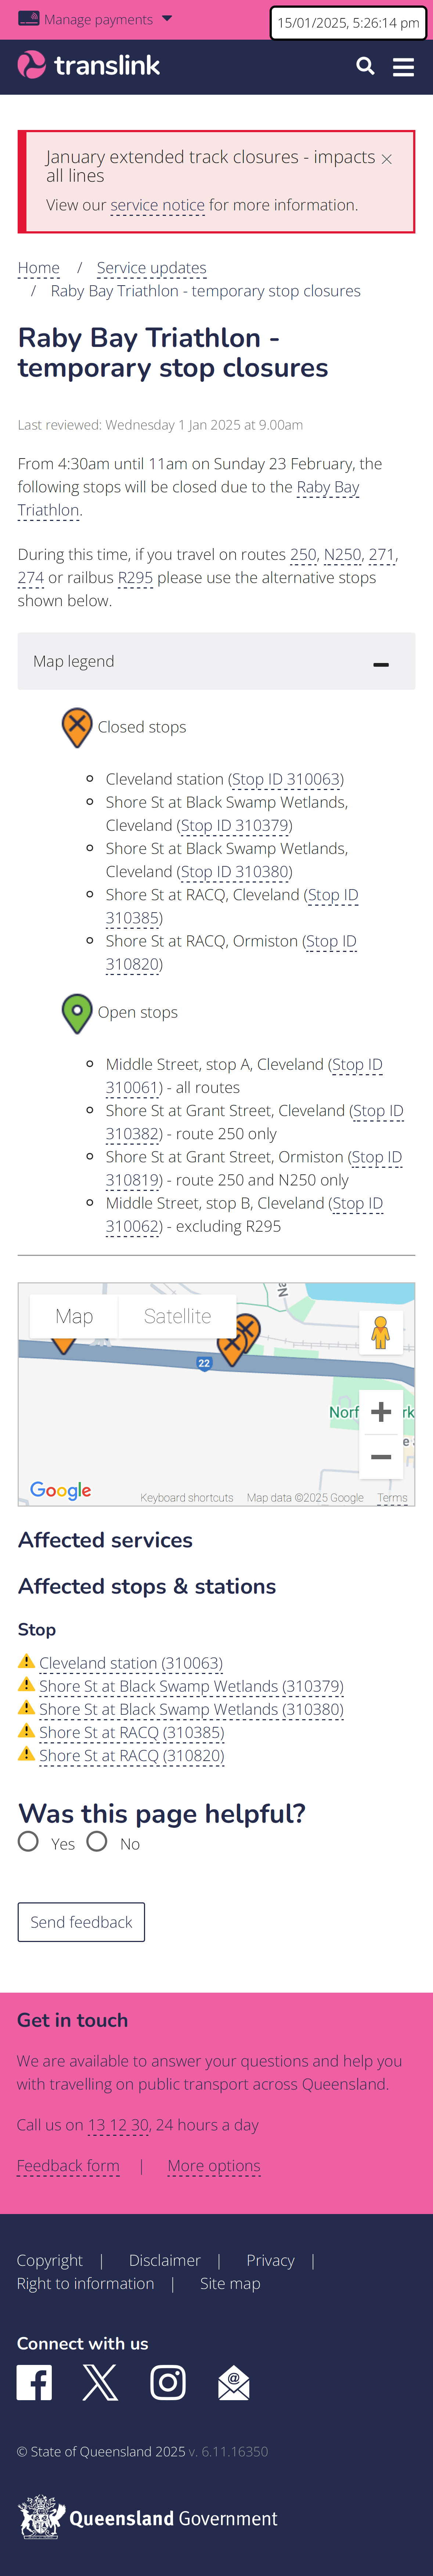 Manage payments
15/01/2025, 5:26:14 pm
translink
January extended track closures - impacts
all lines
View our service notice for more information.
Home / Service updates
/ Raby Bay Triathlon - temporary stop closures
Raby Bay Triathlon -
temporary stop closures
Last reviewed: Wednesday 1 Jan 2025 at 9.00am
From 4:30am until 11am on Sunday 23 February, the
following stops will be closed due to the Raby Bay
Triathlon.
During this time, if you travel on routes 250, N250, 271,
274 or railbus R295 please use the alternative stops
shown below.
Map legend
Closed stops
Cleveland station (Stop ID 310063)
Shore St at Black Swamp Wetlands,
Cleveland (Stop ID 310379)
Shore St at Black Swamp Wetlands,
Cleveland (Stop ID 310380)
Shore St at RACQ, Cleveland (Stop ID
310385)
Shore St at RACQ, Ormiston (Stop ID
310820)
Open stops
Middle Street, stop A, Cleveland (Stop ID
310061) - all routes
Shore St at Grant Street, Cleveland (Stop ID
310382) - route 250 only
Shore St at Grant Street, Ormiston (Stop ID
310819) - route 250 and N250 only
Middle Street, stop B, Cleveland (Stop ID
310062) - excluding R295
Map
Satellite
Na
22
Norf
rk
Google
Keyboard shortcuts
Map data ©2025 Google
Terms
Affected services
Affected stops & stations
Stop
Cleveland station (310063)
Shore St at Black Swamp Wetlands (310379)
Shore St at Black Swamp Wetlands (310380)
Shore St at RACQ (310385)
Shore St at RACQ (310820)
Was this page helpful?
Yes No
Send feedback
Get in touch
We are available to answer your questions and help you
with travelling on public transport across Queensland.
Call us on 13 12 30, 24 hours a day
Feedback form | More options
Copyright | Disclaimer | Privacy |
Right to information | Site map
Connect with us
© State of Queensland 2025 v. 6.11.16350
Queensland Government